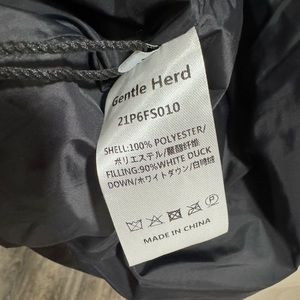 Gentle Herd
21P6FS010
SHELL:100% POLYESTER/
ポリエステル/聚酯纤维
FILLING:90%WHITE DUCK
DOWN/ホワイトダウン/白鸭绒
MADE IN CHINA